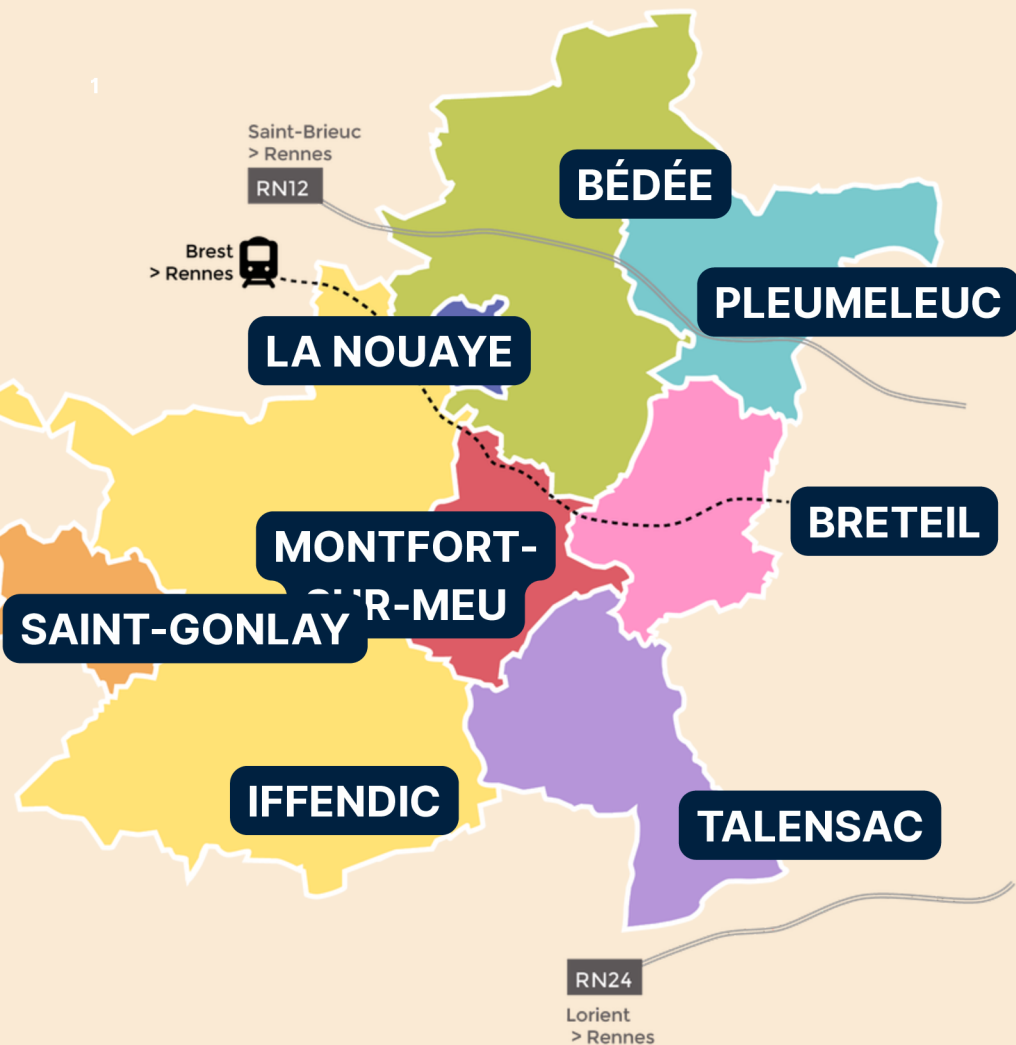 1
Saint-Brieuc
> Rennes
RN12
BÉDÉE
Brest
> Rennes
PLEUMELEUC
LA NOUAYE
BRETEIL
MONTFORT-
SUR-MEU
SAINT-GONLAY
IFFENDIC
TALENSAC
RN24
Lorient
> Rennes